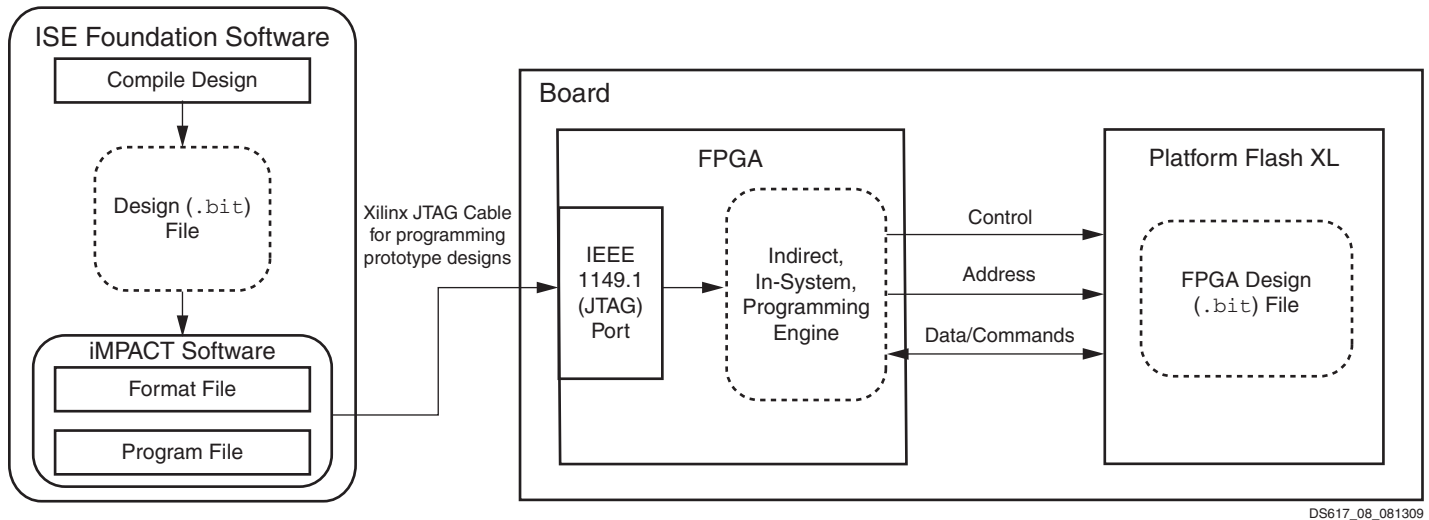 ISE Foundation Software
Compile Design
Design (.bit)
File
iMPACT Software
Format File
Program File
Xilinx JTAG Cable
for programming
prototype designs
Board
FPGA
IEEE
1149.1
(JTAG)
Port
Indirect,
In-System,
Programming
Engine
Control
Address
Data/Commands
Platform Flash XL
FPGA Design
(.bit) File
DS617_08_081309